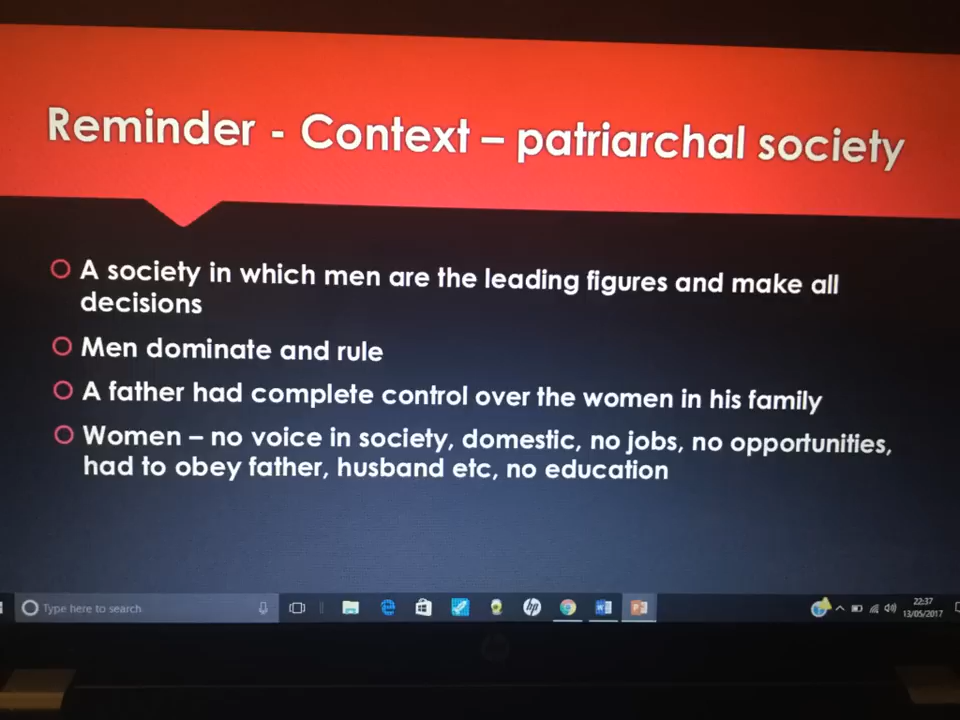 Reminder - Context – patriarchal society
A society in which men are the leading figures and make all
decisions
Men dominate and rule
A father had complete control over the women in his family
Women – no voice in society, domestic, no jobs, no opportunities,
had to obey father, husband etc, no education
Type here to search
hp
22:37
13/05/2017